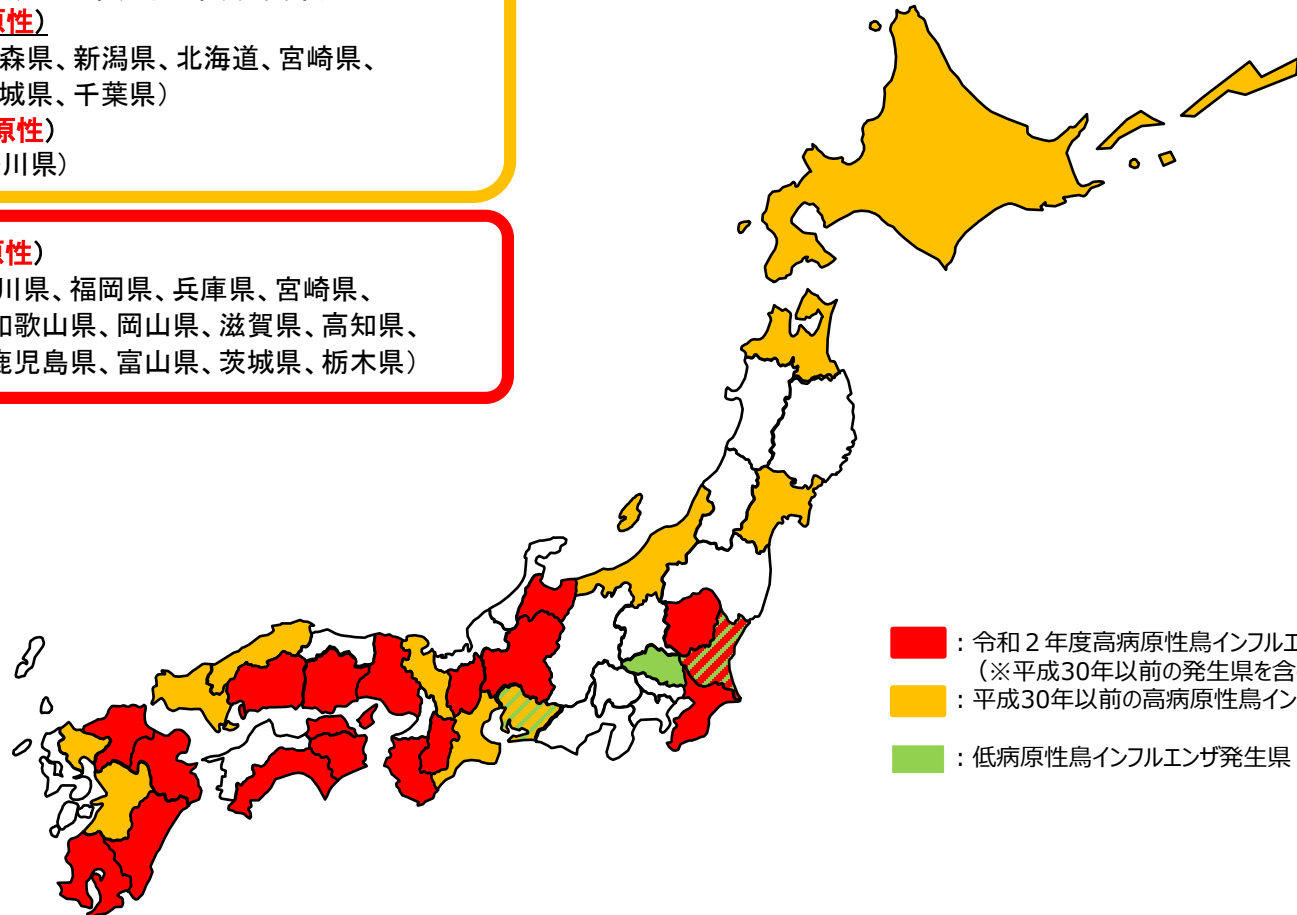 原性)
森県、新潟県、北海道、宮崎県、
城県、千葉県)
原性)
川県)
原性)
川県、福岡県、兵庫県、宮崎県、
和歌山県、岡山県、滋賀県、高知県、
鹿児島県、富山県、茨城県、栃木県)
:令和2年度高病原性鳥インフルエ
(※平成30年以前の発生県を含
:平成30年以前の高病原性鳥イン
:低病原性鳥インフルエンザ発生県